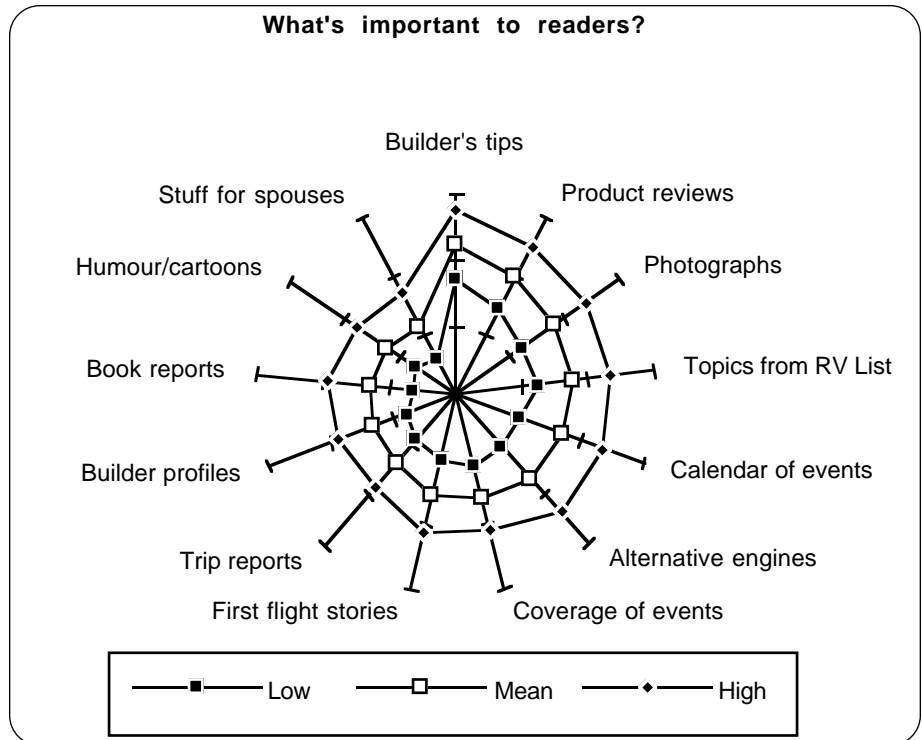 What's important to readers?
Builder's tips
Product reviews
Photographs
Topics from RV List
Calendar of events
Alternative engines
Coverage of events
First flight stories
Trip reports
Builder profiles
Book reports
Humour/cartoons
Stuff for spouses
Low
Mean
High